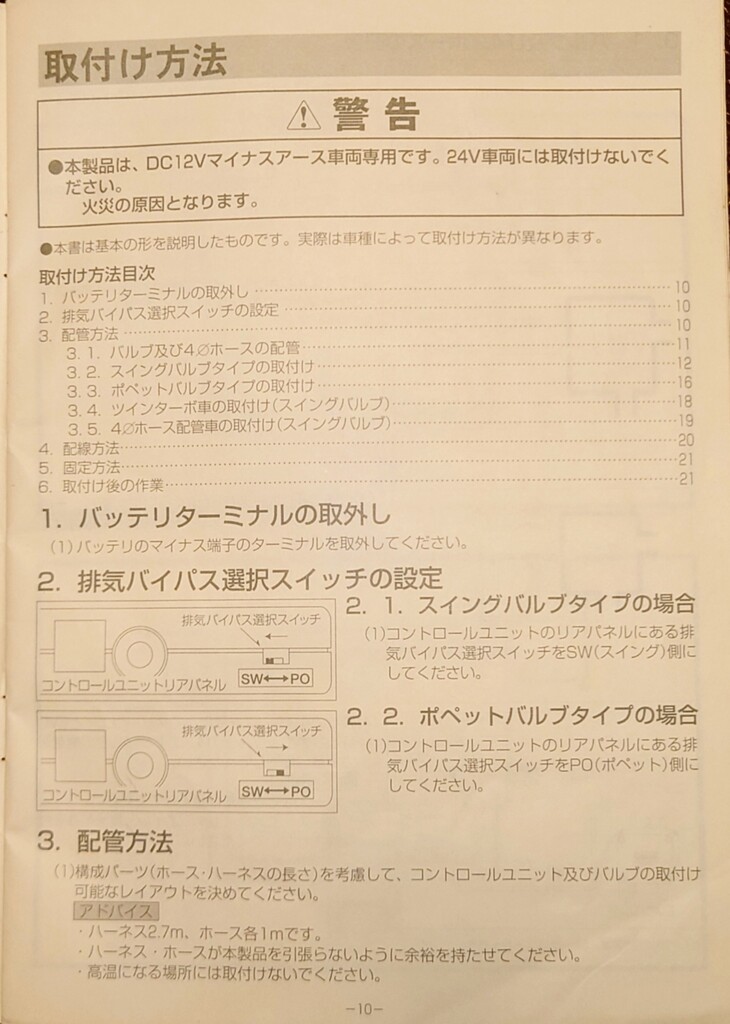 取付け方法
⚠警告
●本製品は、DC12Vマイナスアース車両専用です。24V車両には取付けないでく
ださい。
火災の原因となります。
●本書は基本の形を説明したものです。実際は車種によって取付け方法が異なります。
取付け方法目次
1. バッテリターミナルの取外し……10
2. 排気バイパス選択スイッチの設定……10
3. 配管方法……10
3. 1. バルブ及び4∅ホースの配管……11
3. 2. スイングバルブタイプの取付け……12
3. 3. ポペットバルブタイプの取付け……16
3. 4. ツインターボ車の取付け(スイングバルブ)……18
3. 5. 4∅ホース配管車の取付け(スイングバルブ)……19
4. 配線方法……20
5. 固定方法……21
6. 取付け後の作業……21
1. バッテリターミナルの取外し
(1)バッテリのマイナス端子のターミナルを取外してください。
2. 排気バイパス選択スイッチの設定
排気バイパス選択スイッチ
SW↔PO
コントロールユニットリアパネル
2. 1. スイングバルブタイプの場合
(1)コントロールユニットのリアパネルにある排
気バイパス選択スイッチをSW(スイング)側に
してください。
排気バイパス選択スイッチ
SW↔PO
コントロールユニットリアパネル
2. 2. ポペットバルブタイプの場合
(1)コントロールユニットのリアパネルにある排
気バイパス選択スイッチをPO(ポペット)側に
してください。
3. 配管方法
(1)構成パーツ(ホース・ハーネスの長さ)を考慮して、コントロールユニット及びバルブの取付け
可能なレイアウトを決めてください。
アドバイス
・ハーネス2.7m、ホース各1mです。
・ハーネス・ホースが本製品を引張らないように余裕を持たせてください。
・高温になる場所には取付けないでください。
−10−